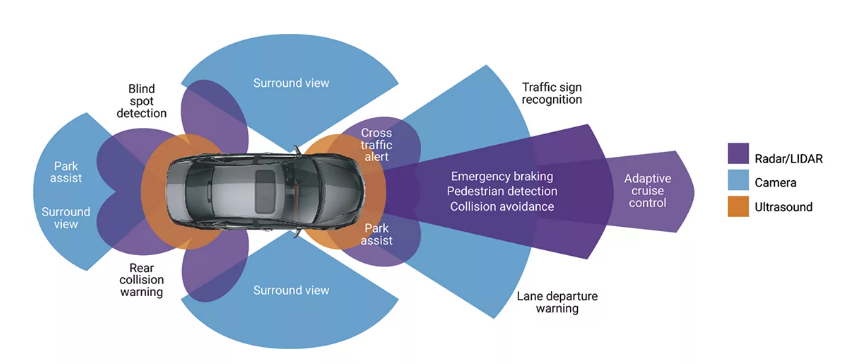 Blind
spot
detection
Surround view
Traffic sign
recognition
Park
assist
Surround
view
Cross
traffic
alert
Emergency braking
Pedestrian detection
Collision avoidance
Adaptive
cruise
control
Park
assist
Rear
collision
warning
Surround view
Lane departure
warning
Radar/LIDAR
Camera
Ultrasound